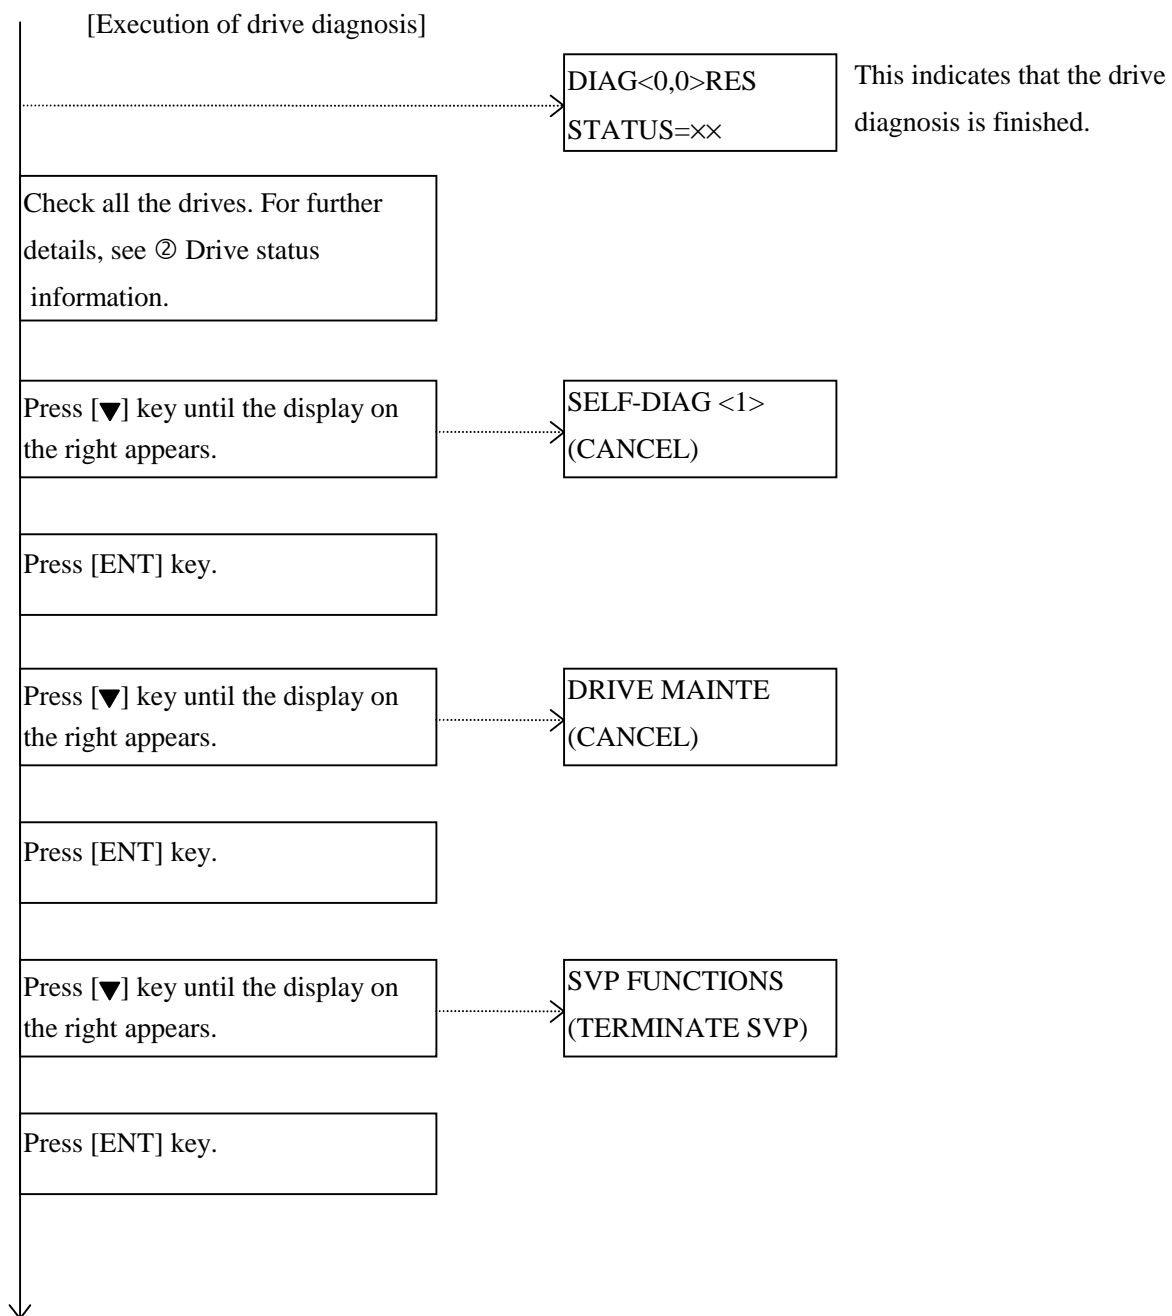 [Execution of drive diagnosis]
DIAG<0,0>RES
STATUS=××
This indicates that the drive
diagnosis is finished.
Check all the drives. For further
details, see ② Drive status
information.
Press [▼] key until the display on
the right appears.
SELF-DIAG <1>
(CANCEL)
Press [ENT] key.
Press [▼] key until the display on
the right appears.
DRIVE MAINTE
(CANCEL)
Press [ENT] key.
Press [▼] key until the display on
the right appears.
SVP FUNCTIONS
(TERMINATE SVP)
Press [ENT] key.